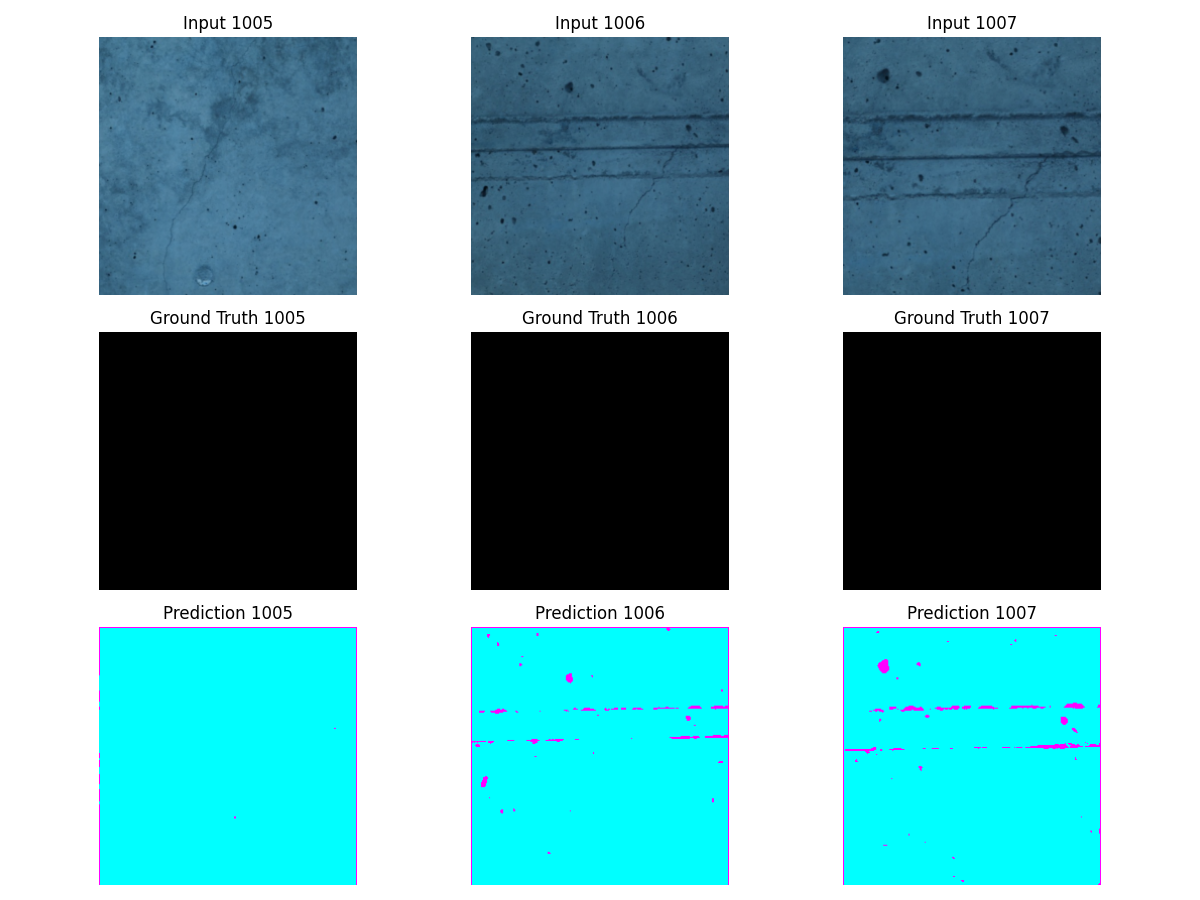 Input 1005
Input 1006
Input 1007
Ground Truth 1005
Ground Truth 1006
Ground Truth 1007
Prediction 1005
Prediction 1006
Prediction 1007